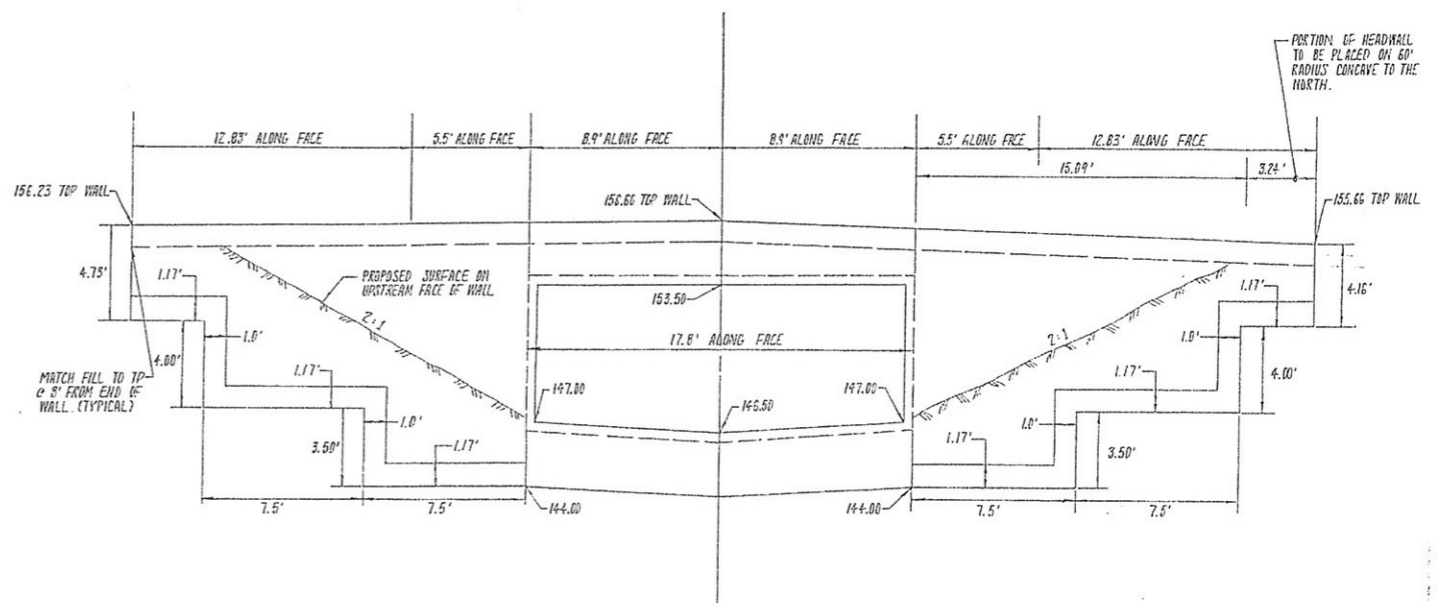 PORTION OF HEADWALL
TO BE PLACED ON 60'
RADIUS CONCAVE TO THE
NORTH.
12.83' ALONG FACE
5.5' ALONG FACE
8.9' ALONG FACE
8.9' ALONG FACE
5.5' ALONG FACE
12.83' ALONG FACE
15.09'
3.24'
156.23 TOP WALL
156.66 TOP WALL
155.66 TOP WALL
4.73'
1.17'
PROPOSED SURFACE ON
UPSTREAM FACE OF WALL
2:1
153.50
17.8' ALONG FACE
2:1
1.17'
4.16'
1.0'
4.00'
1.0'
4.00'
MATCH FILL TO TP
@ 8' FROM END OF
WALL. (TYPICAL)
1.17'
147.00
146.50
147.00
1.17'
1.0'
1.0'
3.50'
1.17'
1.17'
3.50'
7.5'
7.5'
144.00
144.00
7.5'
7.5'